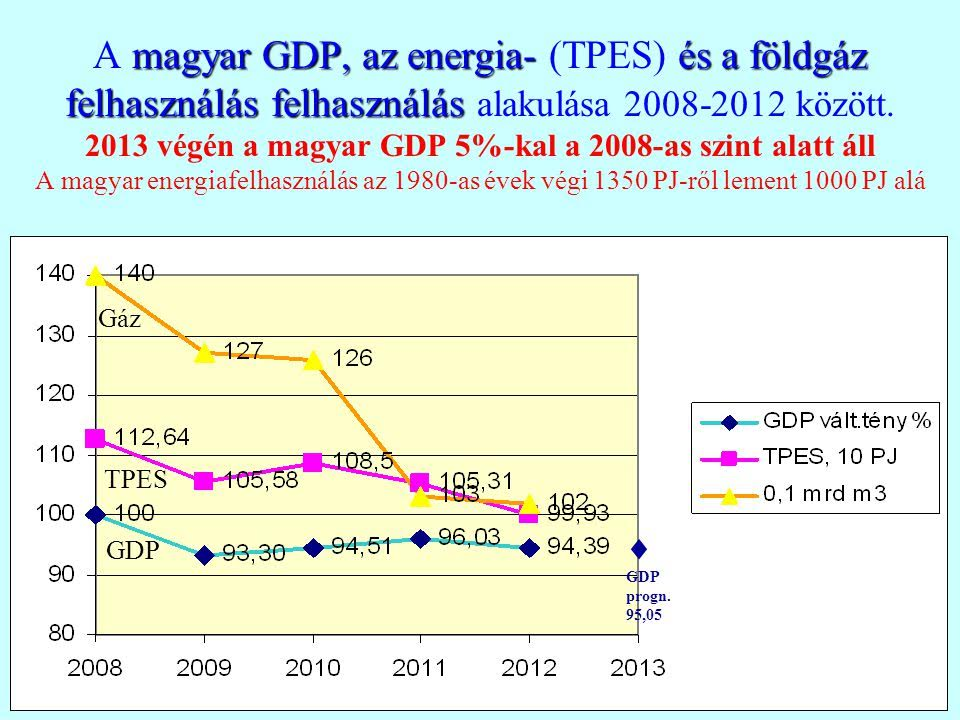 A magyar GDP, az energia- (TPES) és a földgáz
felhasználás felhasználás alakulása 2008-2012 között.
2013 végén a magyar GDP 5%-kal a 2008-as szint alatt áll
A magyar energiafelhasználás az 1980-as évek végi 1350 PJ-ről lement 1000 PJ alá
140
130
120
110
100
90
80
140
Gáz
127
126
103
102
112,64
TPES
105,58
108,5
105,31
99,93
100
GDP
93,30
94,51
96,03
94,39
GDP
progn.
95,05
2008 2009 2010 2011 2012 2013
GDP vált.tény %
TPES, 10 PJ
0,1 mrd m3